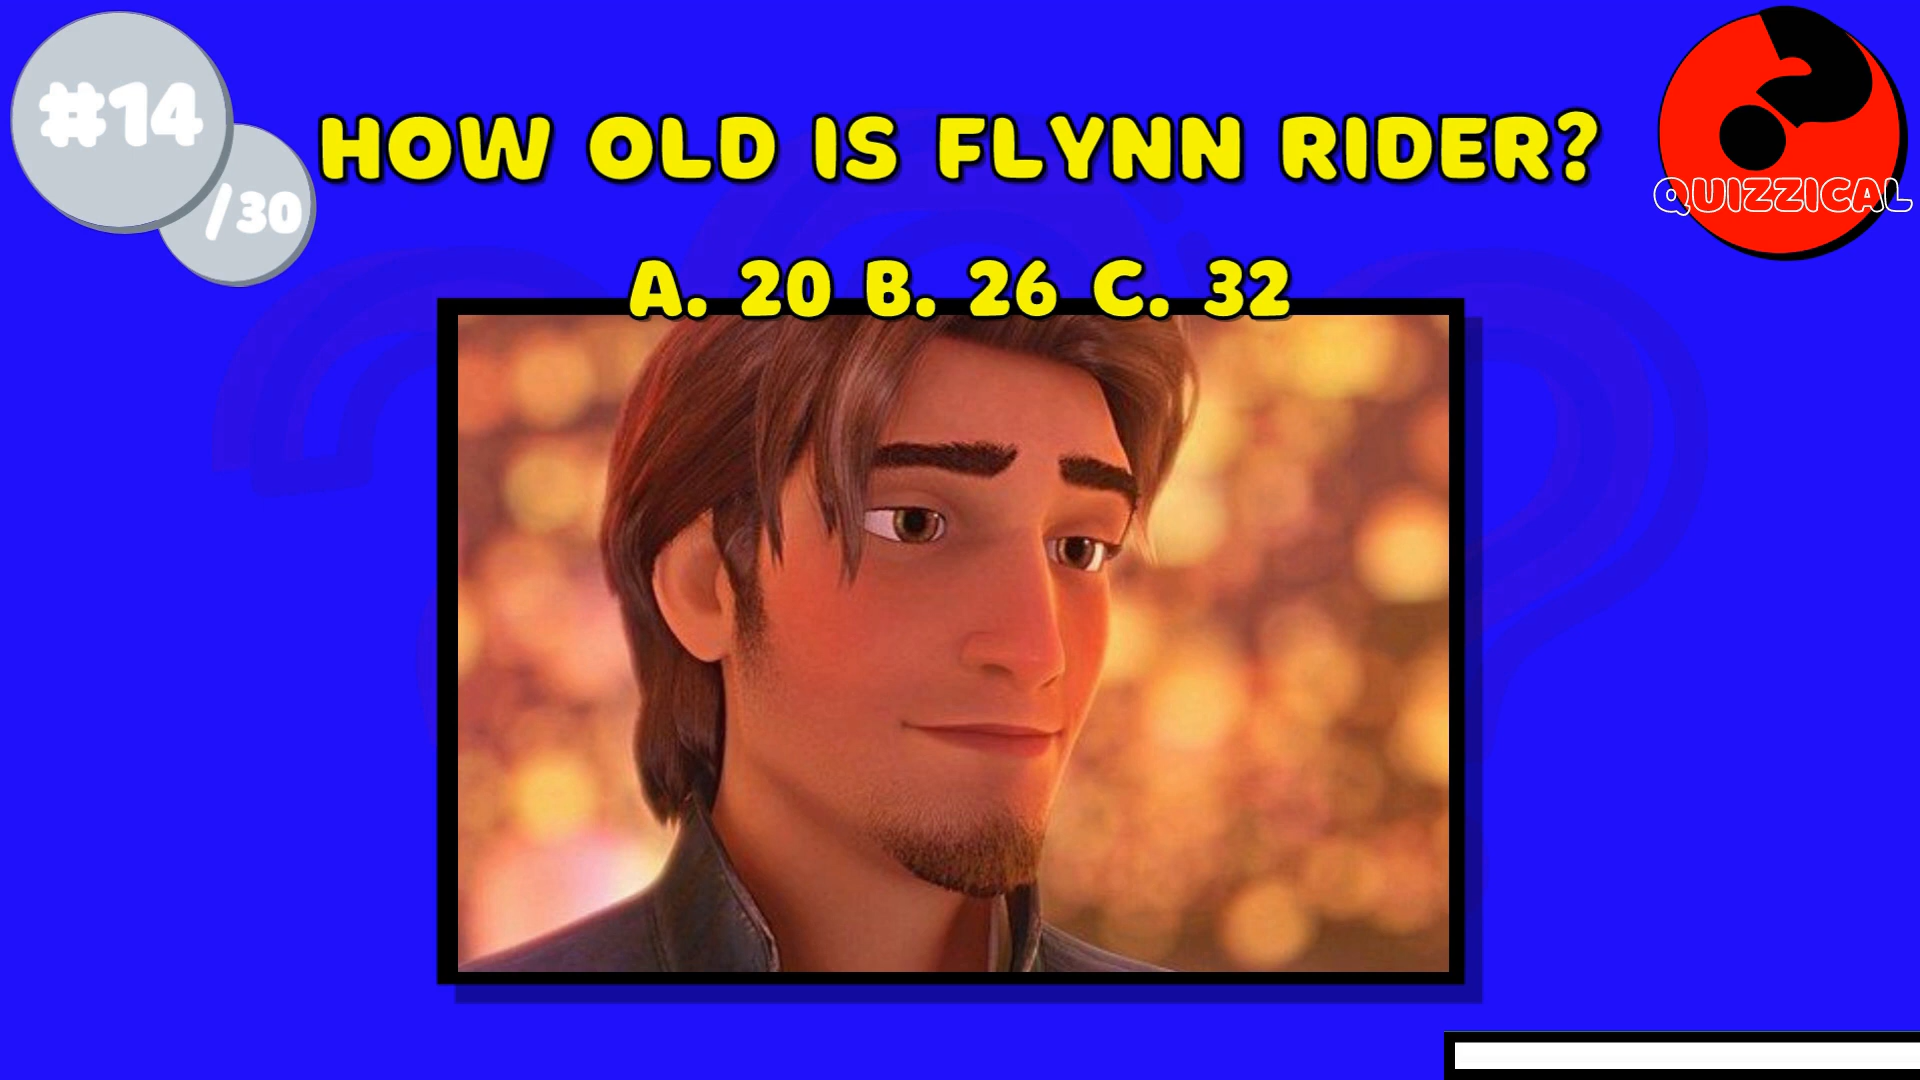 #14
/30
HOW OLD IS FLYNN RIDER?
QUIZZICAL
A. 20 B. 26 C. 32